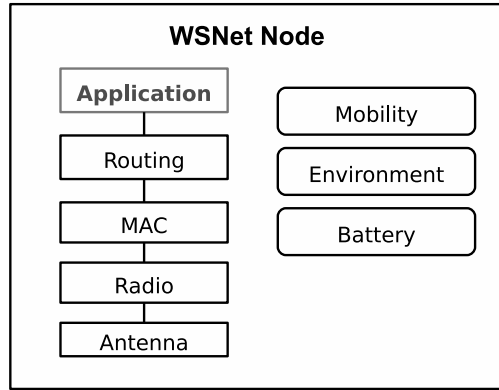 WSNet Node
Application
Routing
MAC
Radio
Antenna
Mobility
Environment
Battery